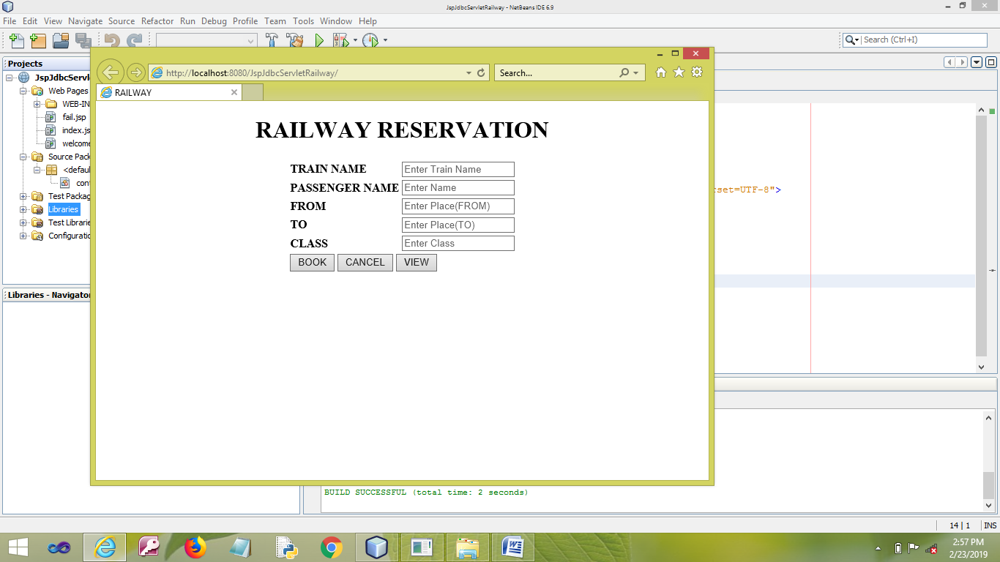 JspJdbcServletRailway - NetBeans IDE 6.9
File Edit View Navigate Source Refactor Run Debug Profile Team Tools Window Help
Search (Ctrl+I)
Projects
JspJdbcServl
Web Pages
WEB-IN
fail.jsp
index.js
welcome
Source Pack
<defau
con
Test Packag
Libraries
Test Librarie
Configuratio
Libraries - Navigator
http://localhost:8080/JspJdbcServletRailway/
Search...
RAILWAY
RAILWAY RESERVATION
TRAIN NAME Enter Train Name
PASSENGER NAME Enter Name
FROM Enter Place(FROM)
TO Enter Place(TO)
CLASS Enter Class
BOOK CANCEL VIEW
rset=UTF-8">
BUILD SUCCESSFUL (total time: 2 seconds)
14 | 1 INS
2:57 PM
2/23/2019